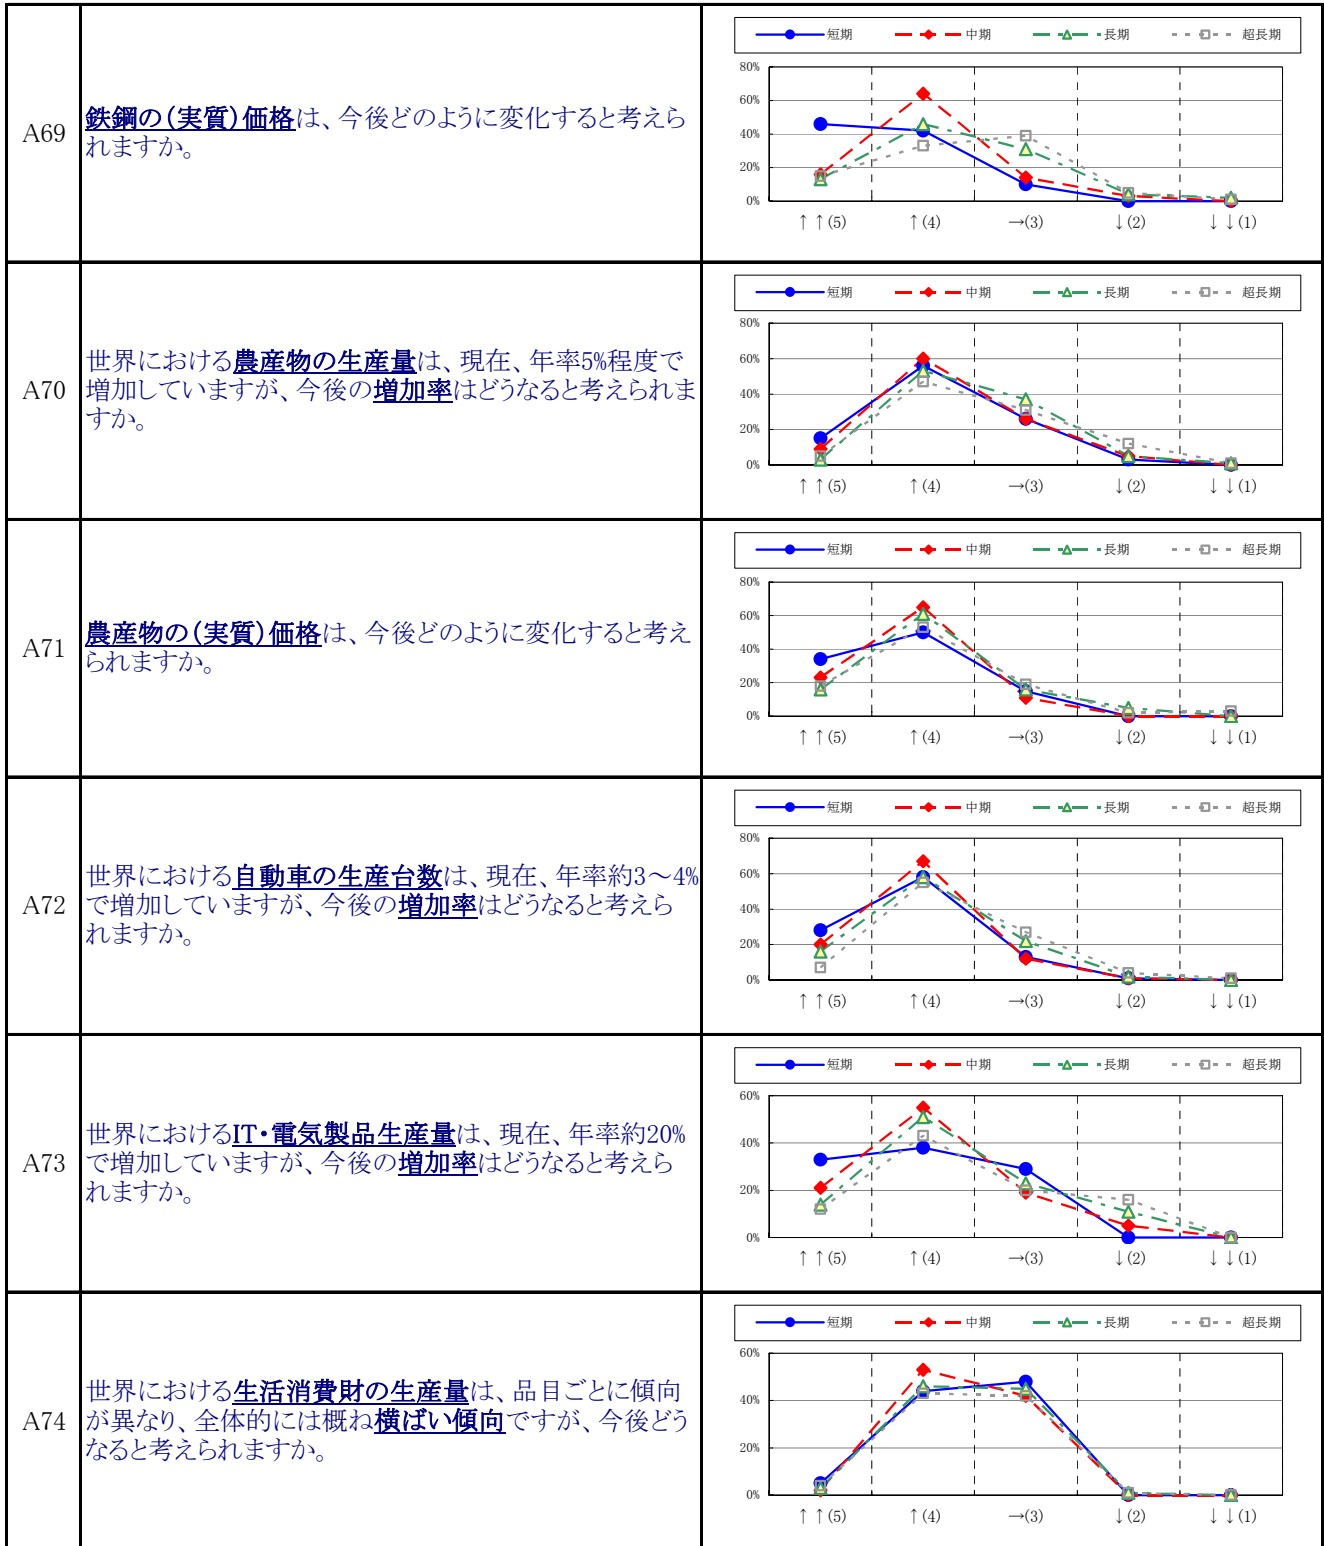 A69
鉄鋼の(実質)価格は、今後どのように変化すると考えら
れますか。
短期 中期 長期 超長期
80%
60%
40%
20%
0%
↑↑(5) ↑(4) →(3) ↓(2) ↓↓(1)
A70
世界における農産物の生産量は、現在、年率5%程度で
増加していますが、今後の増加率はどうなると考えられま
すか。
短期 中期 長期 超長期
80%
60%
40%
20%
0%
↑↑(5) ↑(4) →(3) ↓(2) ↓↓(1)
A71
農産物の(実質)価格は、今後どのように変化すると考え
られますか。
短期 中期 長期 超長期
80%
60%
40%
20%
0%
↑↑(5) ↑(4) →(3) ↓(2) ↓↓(1)
A72
世界における自動車の生産台数は、現在、年率約3～4%
で増加していますが、今後の増加率はどうなると考えら
れますか。
短期 中期 長期 超長期
80%
60%
40%
20%
0%
↑↑(5) ↑(4) →(3) ↓(2) ↓↓(1)
A73
世界におけるIT・電気製品生産量は、現在、年率約20%
で増加していますが、今後の増加率はどうなると考えら
れますか。
短期 中期 長期 超長期
60%
40%
20%
0%
↑↑(5) ↑(4) →(3) ↓(2) ↓↓(1)
A74
世界における生活消費財の生産量は、品目ごとに傾向
が異なり、全体的には概ね横ばい傾向ですが、今後どう
なると考えられますか。
短期 中期 長期 超長期
60%
40%
20%
0%
↑↑(5) ↑(4) →(3) ↓(2) ↓↓(1)